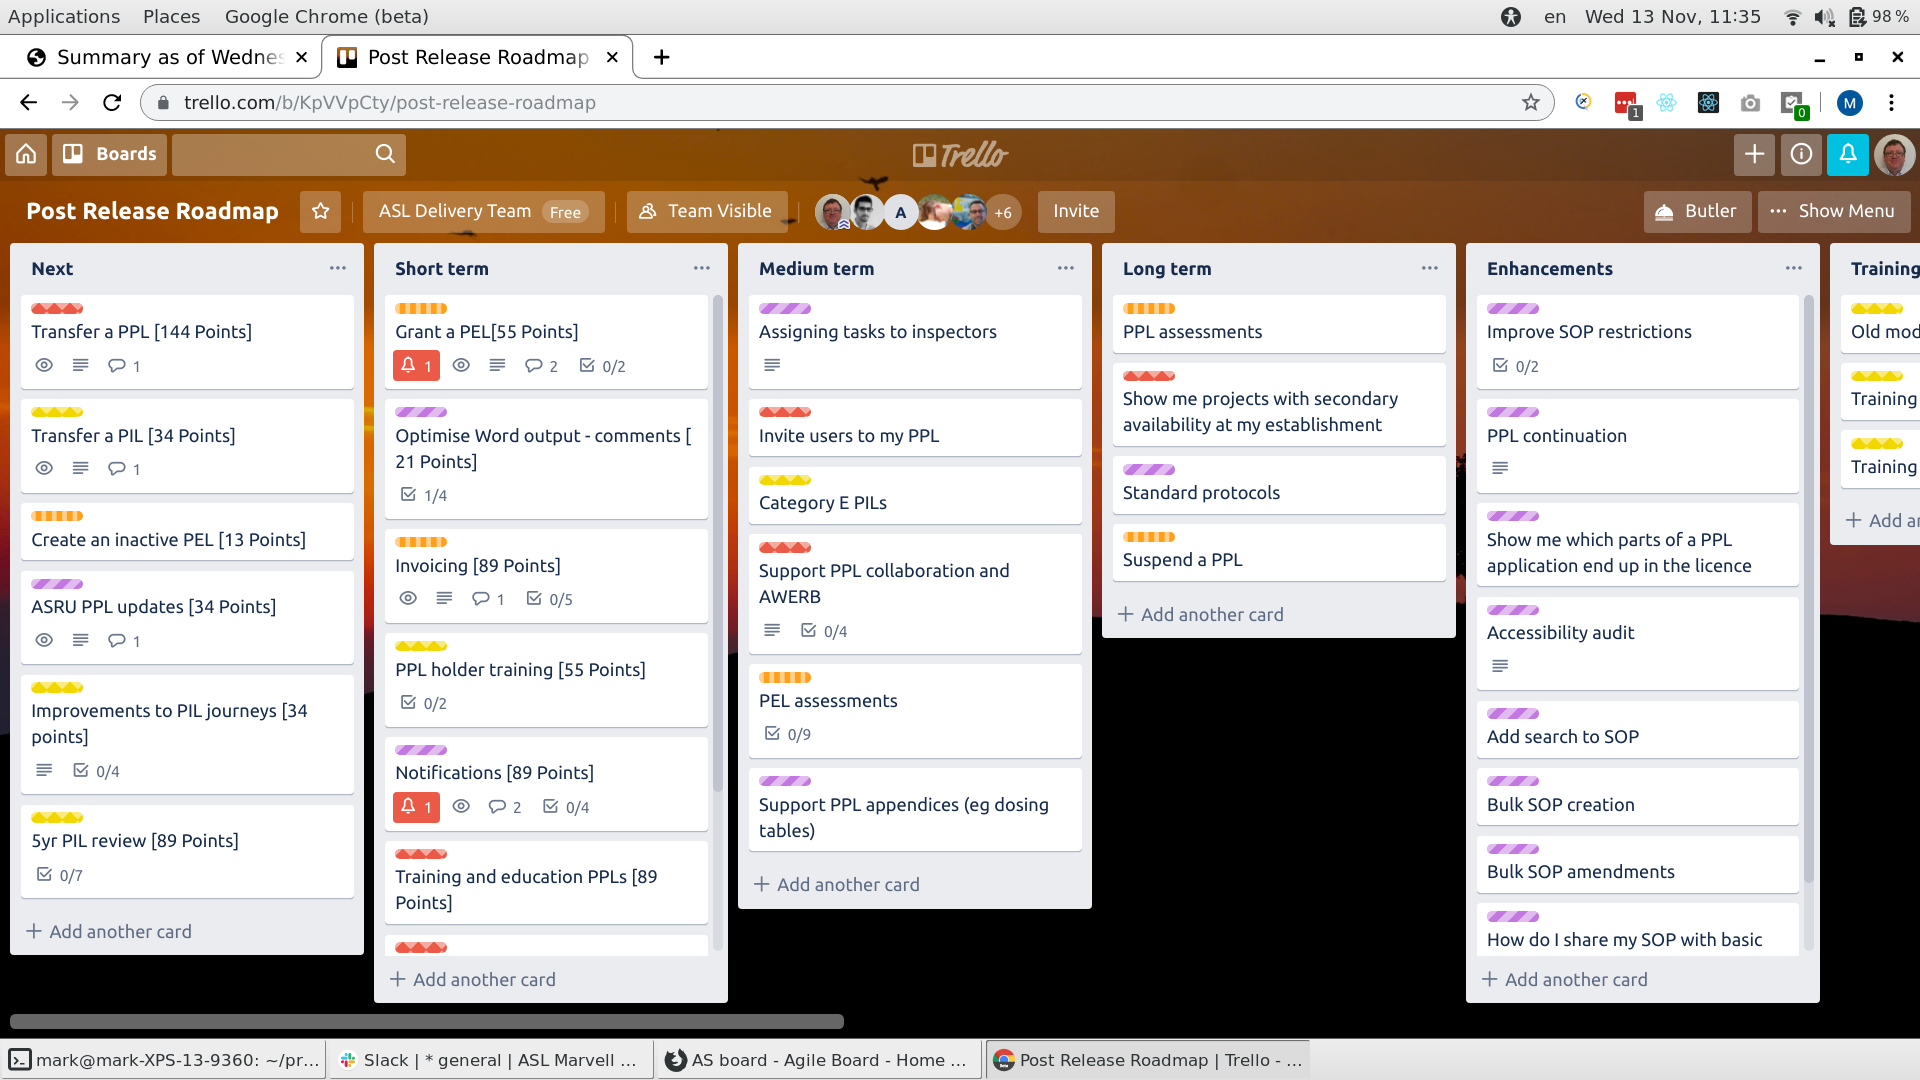 Applications Places Google Chrome (beta) en Wed 13 Nov, 11:35 98 %
Summary as of Wednes Post Release Roadmap
trello.com/b/KpVVpCty/post-release-roadmap 1 0 M
Boards Trello
Post Release Roadmap ASL Delivery Team Free Team Visible A +6 Invite Butler Show Menu
Next
Transfer a PPL [144 Points]
1
Transfer a PIL [34 Points]
1
Create an inactive PEL [13 Points]
ASRU PPL updates [34 Points]
1
Improvements to PIL journeys [34
points]
0/4
5yr PIL review [89 Points]
0/7
+ Add another card
Short term
Grant a PEL[55 Points]
1 2 0/2
Optimise Word output - comments [
21 Points]
1/4
Invoicing [89 Points]
1 0/5
PPL holder training [55 Points]
0/2
Notifications [89 Points]
1 2 0/4
Training and education PPLs [89
Points]
+ Add another card
Medium term
Assigning tasks to inspectors
Invite users to my PPL
Category E PILs
Support PPL collaboration and
AWERB
0/4
PEL assessments
0/9
Support PPL appendices (eg dosing
tables)
+ Add another card
Long term
PPL assessments
Show me projects with secondary
availability at my establishment
Standard protocols
Suspend a PPL
+ Add another card
Enhancements
Improve SOP restrictions
0/2
PPL continuation
Show me which parts of a PPL
application end up in the licence
Accessibility audit
Add search to SOP
Bulk SOP creation
Bulk SOP amendments
How do I share my SOP with basic
+ Add another card
Training
Old mod
Training
Training
+ Add an
mark@mark-XPS-13-9360: ~/pr... Slack | * general | ASL Marvell ... AS board - Agile Board - Home ... Post Release Roadmap | Trello - ...